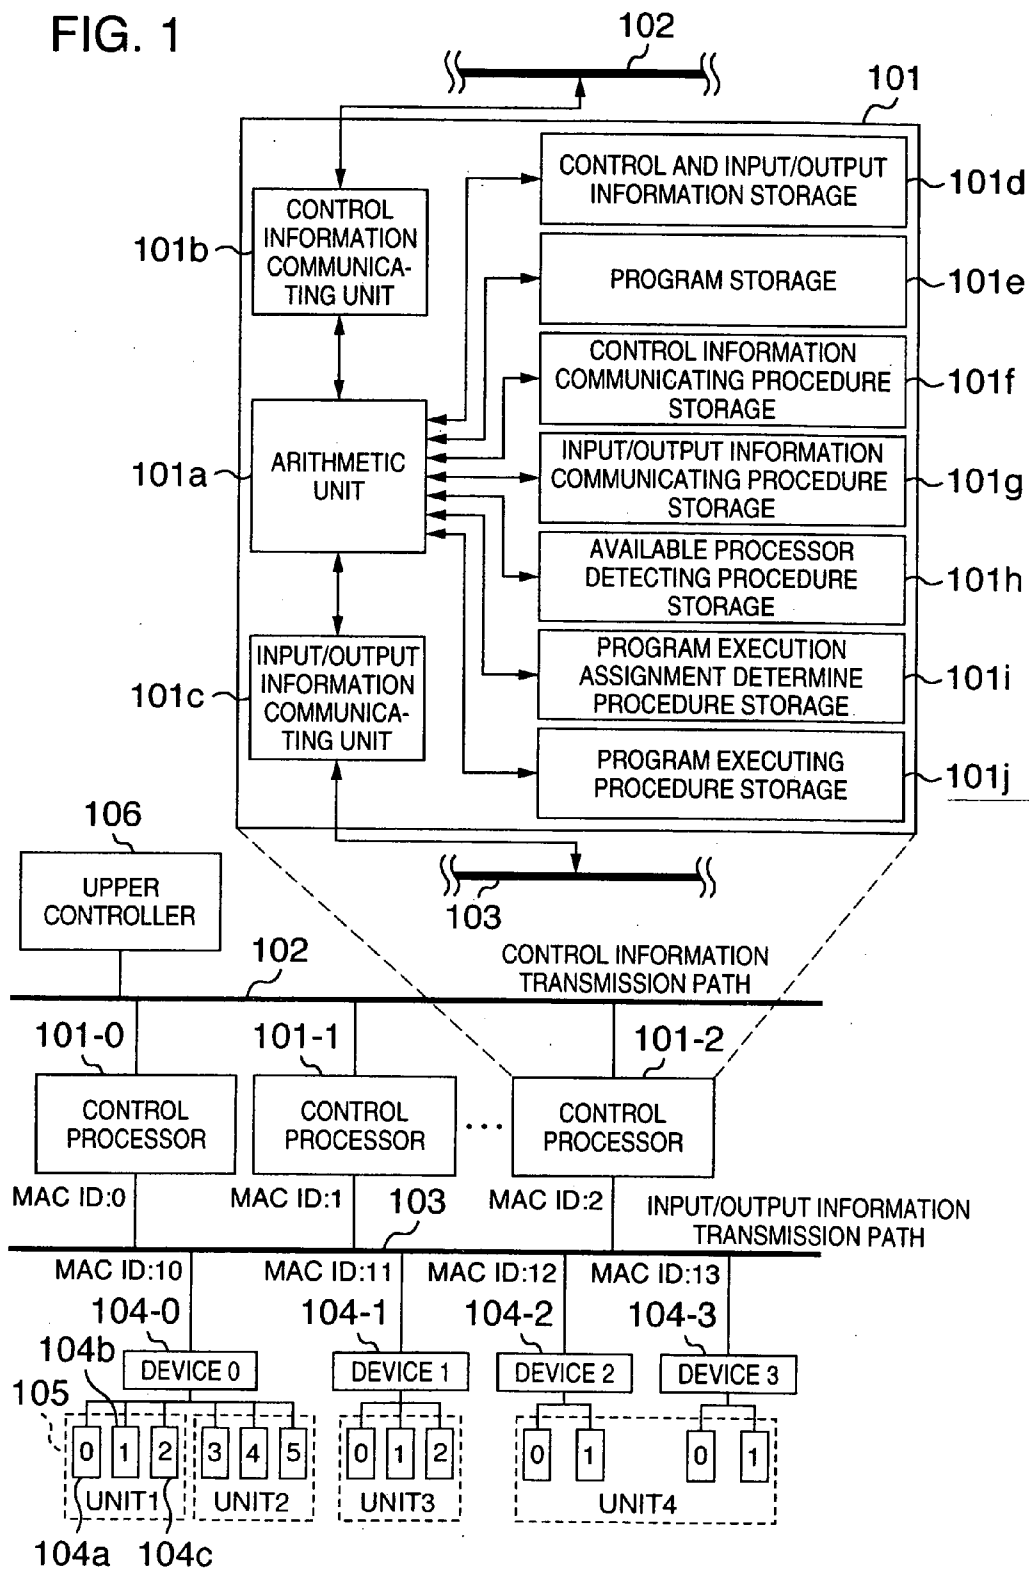 FIG. 1
102
101
CONTROL AND INPUT/OUTPUT
INFORMATION STORAGE
101d
CONTROL
INFORMATION
COMMUNICA-
TING UNIT
101b
PROGRAM STORAGE
101e
CONTROL INFORMATION
COMMUNICATING PROCEDURE
STORAGE
101f
ARITHMETIC
UNIT
101a
INPUT/OUTPUT INFORMATION
COMMUNICATING PROCEDURE
STORAGE
101g
AVAILABLE PROCESSOR
DETECTING PROCEDURE
STORAGE
101h
INPUT/OUTPUT
INFORMATION
COMMUNICA-
TING UNIT
101c
PROGRAM EXECUTION
ASSIGNMENT DETERMINE
PROCEDURE STORAGE
101i
PROGRAM EXECUTING
PROCEDURE STORAGE
101j
106
UPPER
CONTROLLER
103
102
CONTROL INFORMATION
TRANSMISSION PATH
101-0
101-1
101-2
CONTROL
PROCESSOR
CONTROL
PROCESSOR
...
CONTROL
PROCESSOR
MAC ID:0
MAC ID:1
MAC ID:2
103
INPUT/OUTPUT INFORMATION
TRANSMISSION PATH
MAC ID:10
MAC ID:11
MAC ID:12
MAC ID:13
104-0
104-1
104-2
104-3
DEVICE 0
DEVICE 1
DEVICE 2
DEVICE 3
104b
105
0 1 2
3 4 5
0 1 2
0 1
0 1
UNIT1
UNIT2
UNIT3
UNIT4
104a
104c